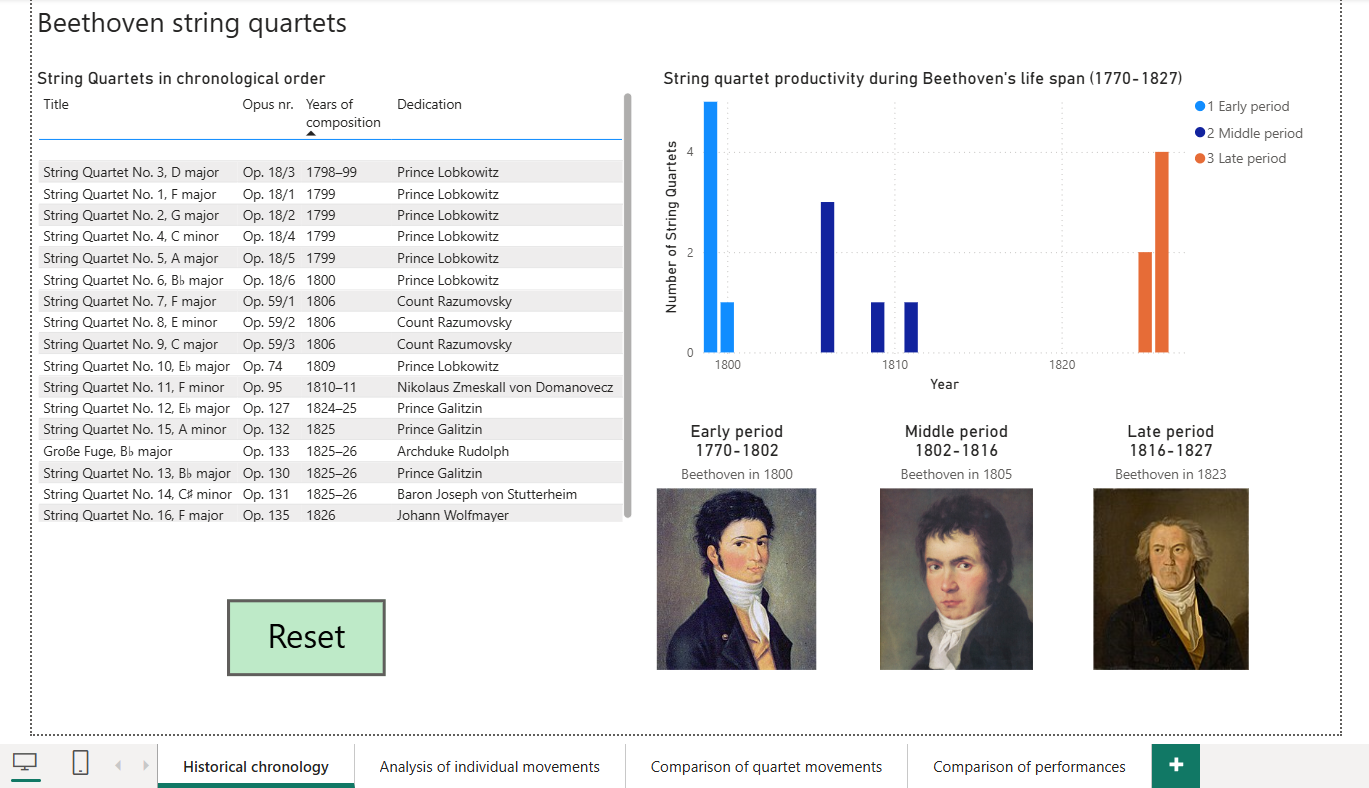 Beethoven string quartets
String Quartets in chronological order
Title Opus nr. Years of composition Dedication
String Quartet No. 3, D major Op. 18/3 1798–99 Prince Lobkowitz
String Quartet No. 1, F major Op. 18/1 1799 Prince Lobkowitz
String Quartet No. 2, G major Op. 18/2 1799 Prince Lobkowitz
String Quartet No. 4, C minor Op. 18/4 1799 Prince Lobkowitz
String Quartet No. 5, A major Op. 18/5 1799 Prince Lobkowitz
String Quartet No. 6, B♭ major Op. 18/6 1800 Prince Lobkowitz
String Quartet No. 7, F major Op. 59/1 1806 Count Razumovsky
String Quartet No. 8, E minor Op. 59/2 1806 Count Razumovsky
String Quartet No. 9, C major Op. 59/3 1806 Count Razumovsky
String Quartet No. 10, E♭ major Op. 74 1809 Prince Lobkowitz
String Quartet No. 11, F minor Op. 95 1810–11 Nikolaus Zmeskall von Domanovecz
String Quartet No. 12, E♭ major Op. 127 1824–25 Prince Galitzin
String Quartet No. 15, A minor Op. 132 1825 Prince Galitzin
Große Fuge, B♭ major Op. 133 1825–26 Archduke Rudolph
String Quartet No. 13, B♭ major Op. 130 1825–26 Prince Galitzin
String Quartet No. 14, C♯ minor Op. 131 1825–26 Baron Joseph von Stutterheim
String Quartet No. 16, F major Op. 135 1826 Johann Wolfmayer
Reset
String quartet productivity during Beethoven's life span (1770-1827)
1 Early period
2 Middle period
3 Late period
Number of String Quartets
4
2
0
1800 1810 1820
Year
Early period
1770-1802
Beethoven in 1800
Middle period
1802-1816
Beethoven in 1805
Late period
1816-1827
Beethoven in 1823
Historical chronology
Analysis of individual movements
Comparison of quartet movements
Comparison of performances